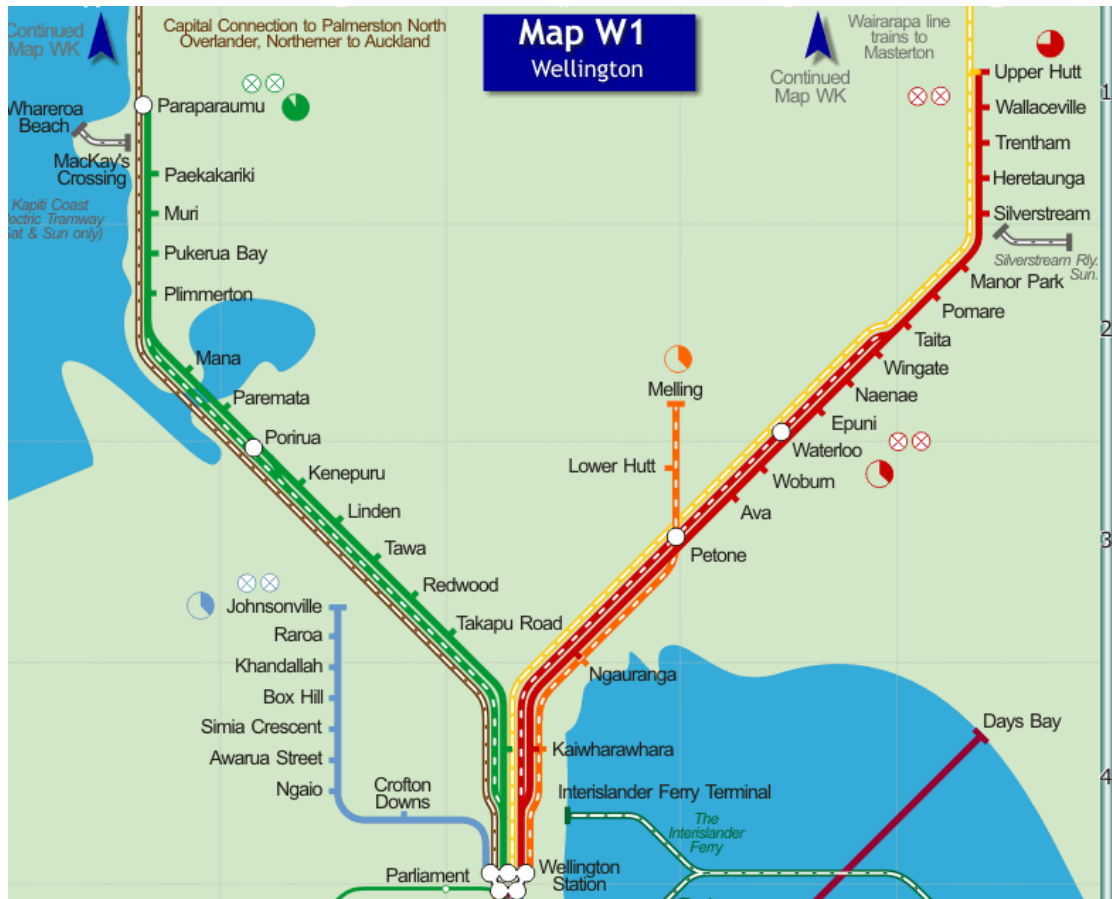 Continued
Map WK
Capital Connection to Palmerston North
Overlander, Northerner to Auckland
Map W1
Wellington
Wairarapa line
trains to
Masterton
Continued
Map WK
1
Paraparaumu
Whareroa
Beach
MacKay's
Crossing
Kapiti Coast
Electric Tramway
(Sat & Sun only)
Paekakariki
Muri
Pukerua Bay
Plimmerton
Mana
Paremata
Porirua
Kenepuru
Linden
Tawa
Redwood
Takapu Road
Upper Hutt
Wallaceville
Trentham
Heretaunga
Silverstream
Silverstream Rly.
Sun.
Manor Park
Pomare
2
Taita
Wingate
Naenae
Epuni
Waterloo
Woburn
Ava
Petone
3
Melling
Lower Hutt
Ngauranga
Kaiwharawhara
Johnsonville
Raroa
Khandallah
Box Hill
Simia Crescent
Awarua Street
Ngaio
Crofton
Downs
Days Bay
4
Interislander Ferry Terminal
The
Interislander
Ferry
Wellington
Station
Parliament